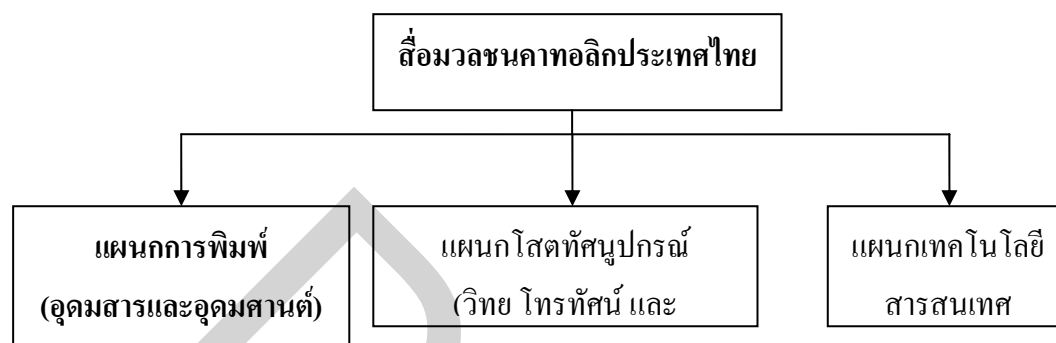 สื่อมวลชนคาทอลิกประเทศไทย
แผนกการพิมพ์
(อุดมสารและอุดมศานต์)
แผนกโสตทัศนูปกรณ์
(วิทย โทรทัศน์ และ
แผนกเทคโนโลยี
สารสนเทศ